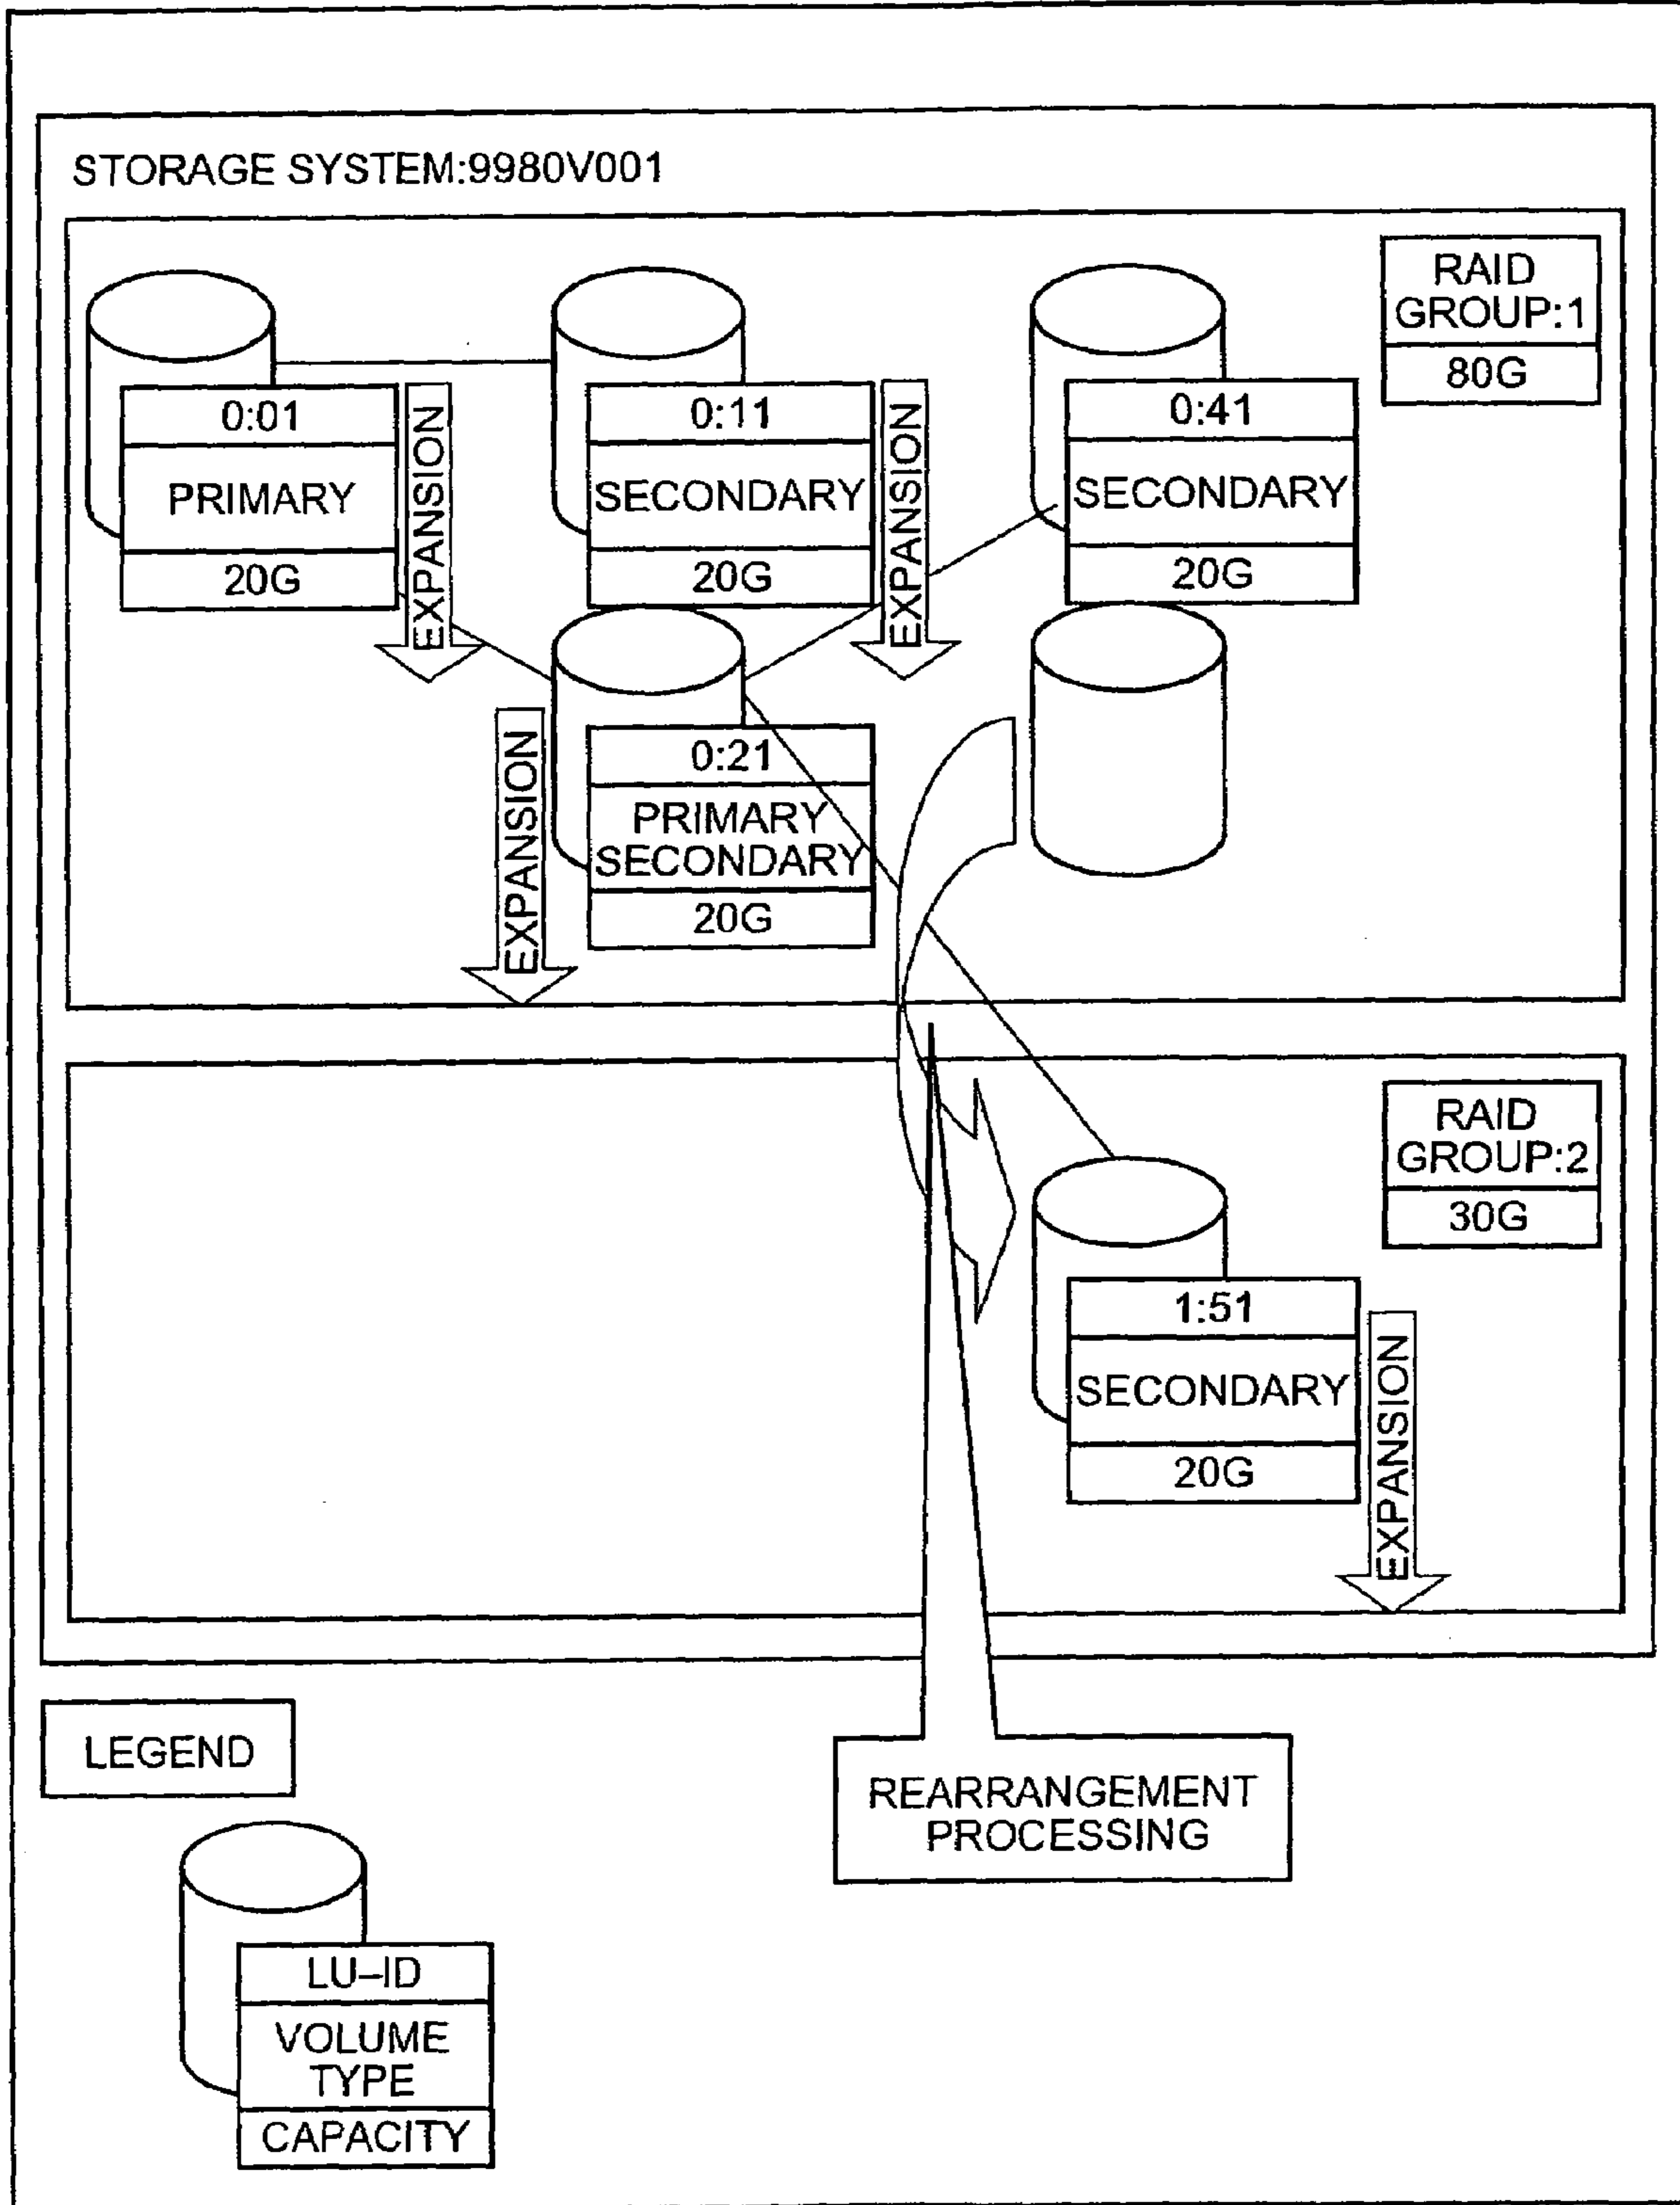 STORAGE SYSTEM:9980V001
RAID
GROUP:1
80G
0:01
PRIMARY
20G
EXPANSION
0:11
SECONDARY
20G
EXPANSION
0:41
SECONDARY
20G
EXPANSION
0:21
PRIMARY
SECONDARY
20G
RAID
GROUP:2
30G
1:51
SECONDARY
20G
EXPANSION
LEGEND
REARRANGEMENT
PROCESSING
LU–ID
VOLUME
TYPE
CAPACITY